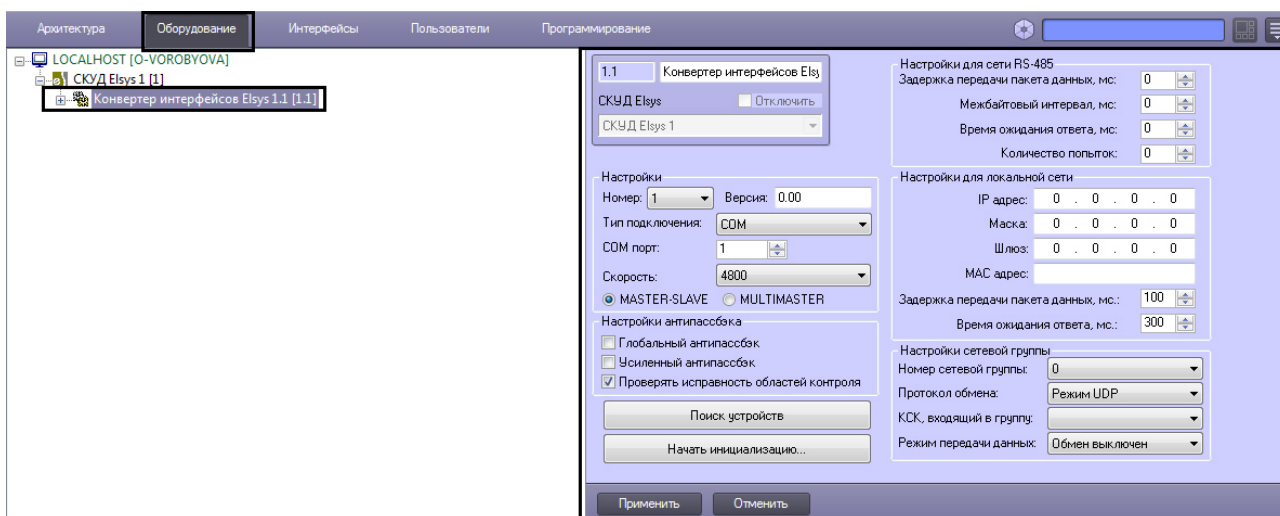 Архитектура Оборудование Интерфейсы Пользователи Программирование
LOCALHOST [O-VOROBYOVA]
СКУД Elsys 1 [1]
Конвертер интерфейсов Elsys 1.1 [1.1]
1.1 Конвертер интерфейсов Els
СКУД Elsys Отключить
СКУД Elsys 1
Настройки
Номер: 1 Версия: 0.00
Тип подключения: COM
COM порт: 1
Скорость: 4800
MASTER-SLAVE MULTIMASTER
Настройки антипассбэка
Глобальный антипассбэк
Усиленный антипассбэк
Проверять исправность областей контроля
Поиск устройств
Начать инициализацию...
Настройки для сети RS-485
Задержка передачи пакета данных, мс: 0
Межбайтовый интервал, мс: 0
Время ожидания ответа, мс: 0
Количество попыток: 0
Настройки для локальной сети
IP адрес: 0 . 0 . 0 . 0
Маска: 0 . 0 . 0 . 0
Шлюз: 0 . 0 . 0 . 0
MAC адрес:
Задержка передачи пакета данных, мс.: 100
Время ожидания ответа, мс.: 300
Настройки сетевой группы
Номер сетевой группы: 0
Протокол обмена: Режим UDP
КСК, входящий в группу:
Режим передачи данных: Обмен выключен
Применить Отменить